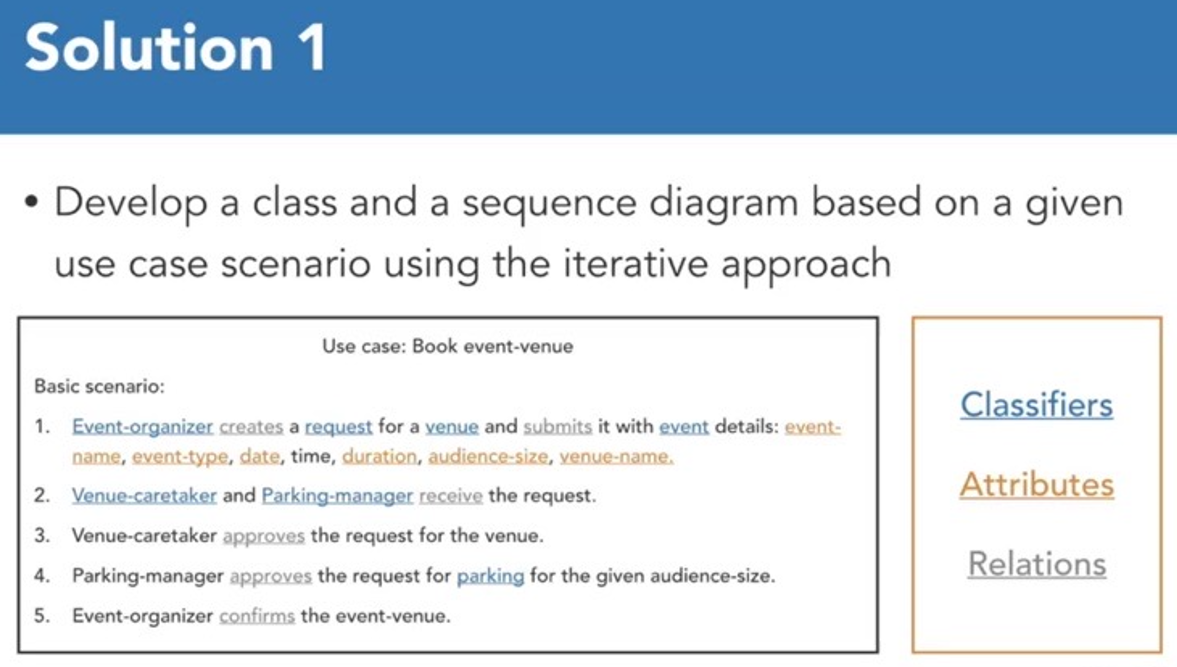 Solution 1
• Develop a class and a sequence diagram based on a given
use case scenario using the iterative approach
Use case: Book event-venue
Basic scenario:
1. Event-organizer creates a request for a venue and submits it with event details: event-
name, event-type, date, time, duration, audience-size, venue-name.
2. Venue-caretaker and Parking-manager receive the request.
3. Venue-caretaker approves the request for the venue.
4. Parking-manager approves the request for parking for the given audience-size.
5. Event-organizer confirms the event-venue.
Classifiers
Attributes
Relations